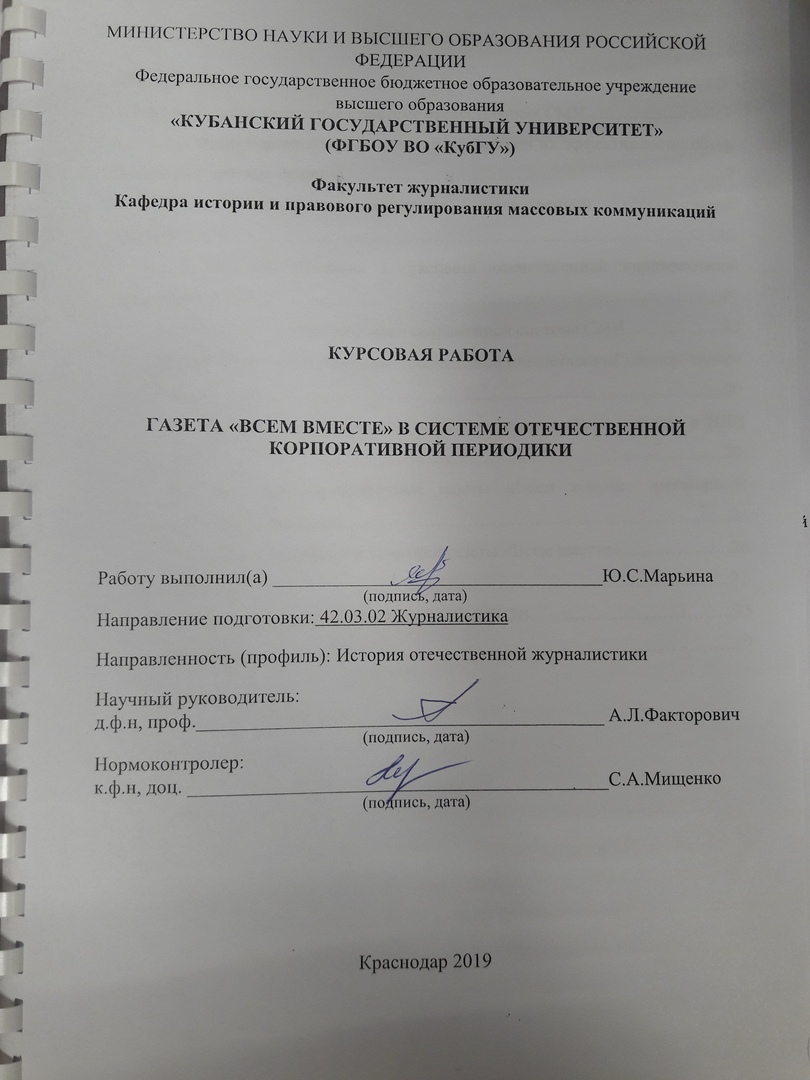 МИНИСТЕРСТВО НАУКИ И ВЫСШЕГО ОБРАЗОВАНИЯ РОССИЙСКОЙ
ФЕДЕРАЦИИ
Федеральное государственное бюджетное образовательное учреждение
высшего образования
«КУБАНСКИЙ ГОСУДАРСТВЕННЫЙ УНИВЕРСИТЕТ»
(ФГБОУ ВО «КубГУ»)
Факультет журналистики
Кафедра истории и правового регулирования массовых коммуникаций
КУРСОВАЯ РАБОТА
ГАЗЕТА «ВСЕМ ВМЕСТЕ» В СИСТЕМЕ ОТЕЧЕСТВЕННОЙ
КОРПОРАТИВНОЙ ПЕРИОДИКИ
Работу выполнил(а) Ю.С.Марьина
(подпись, дата)
Направление подготовки: 42.03.02 Журналистика
Направленность (профиль): История отечественной журналистики
Научный руководитель:
д.ф.н, проф. А.Л.Факторович
(подпись, дата)
Нормоконтролер:
к.ф.н, доц. С.А.Мищенко
(подпись, дата)
Краснодар 2019